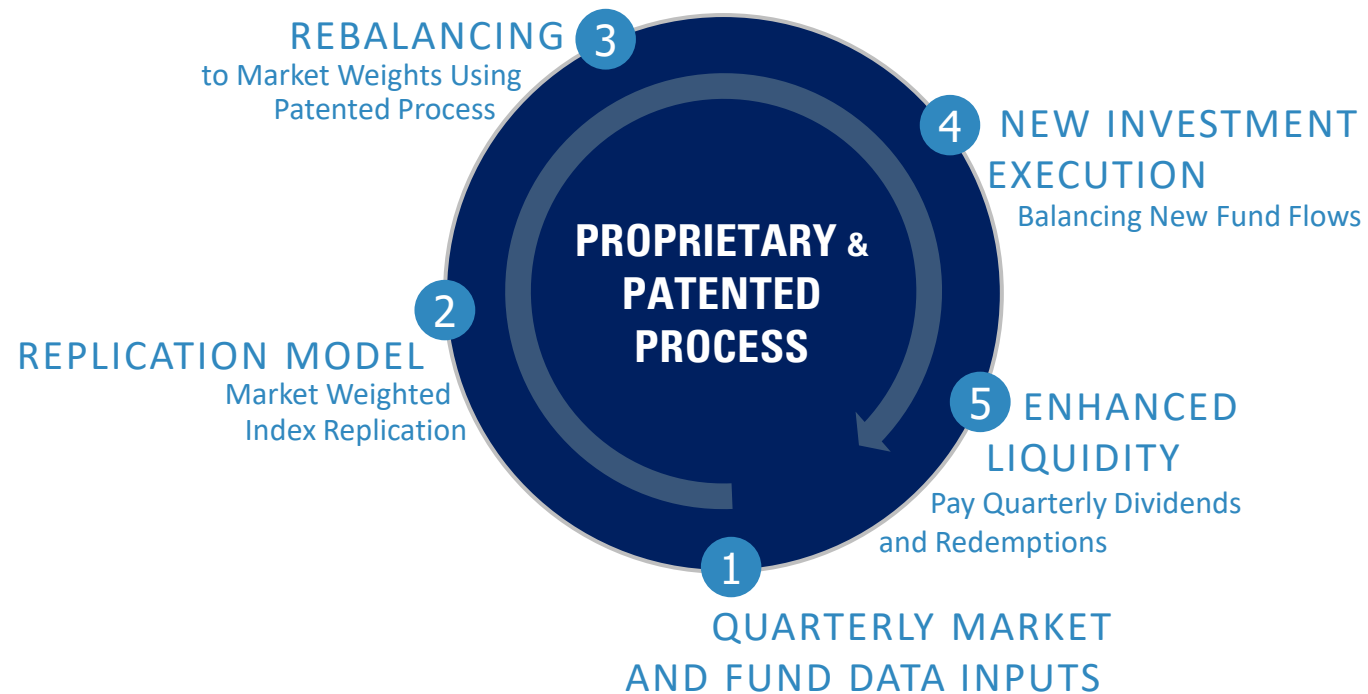 PROPRIETARY &
PATENTED
PROCESS
1
QUARTERLY MARKET
AND FUND DATA INPUTS
2
REPLICATION MODEL
Market Weighted
Index Replication
3
REBALANCING
to Market Weights Using
Patented Process
4
NEW INVESTMENT
EXECUTION
Balancing New Fund Flows
5
ENHANCED
LIQUIDITY
Pay Quarterly Dividends
and Redemptions